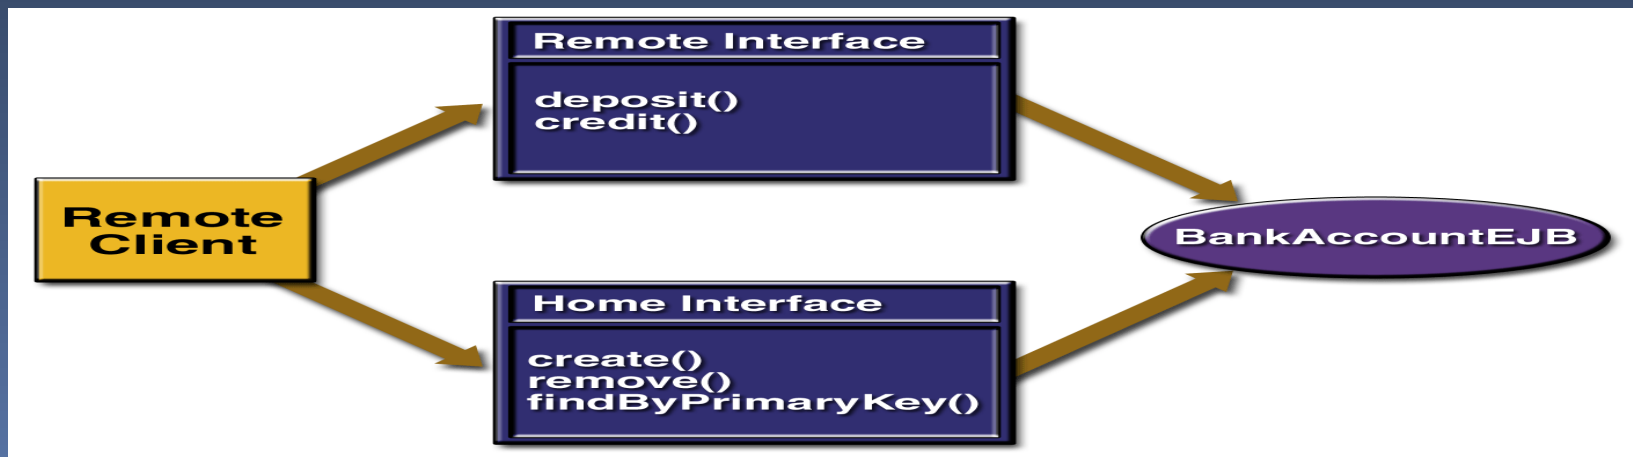 Remote Interface
deposit()
credit()
Remote
Client
BankAccountEJB
Home Interface
create()
remove()
findByPrimaryKey()